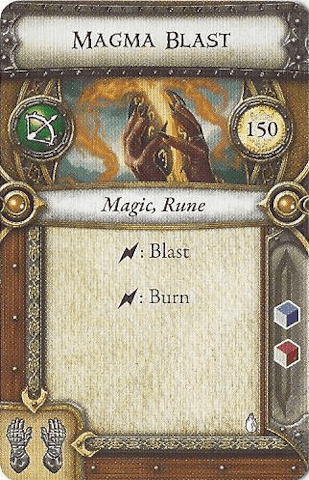 MAGMA BLAST
150
Magic, Rune
: Blast
: Burn